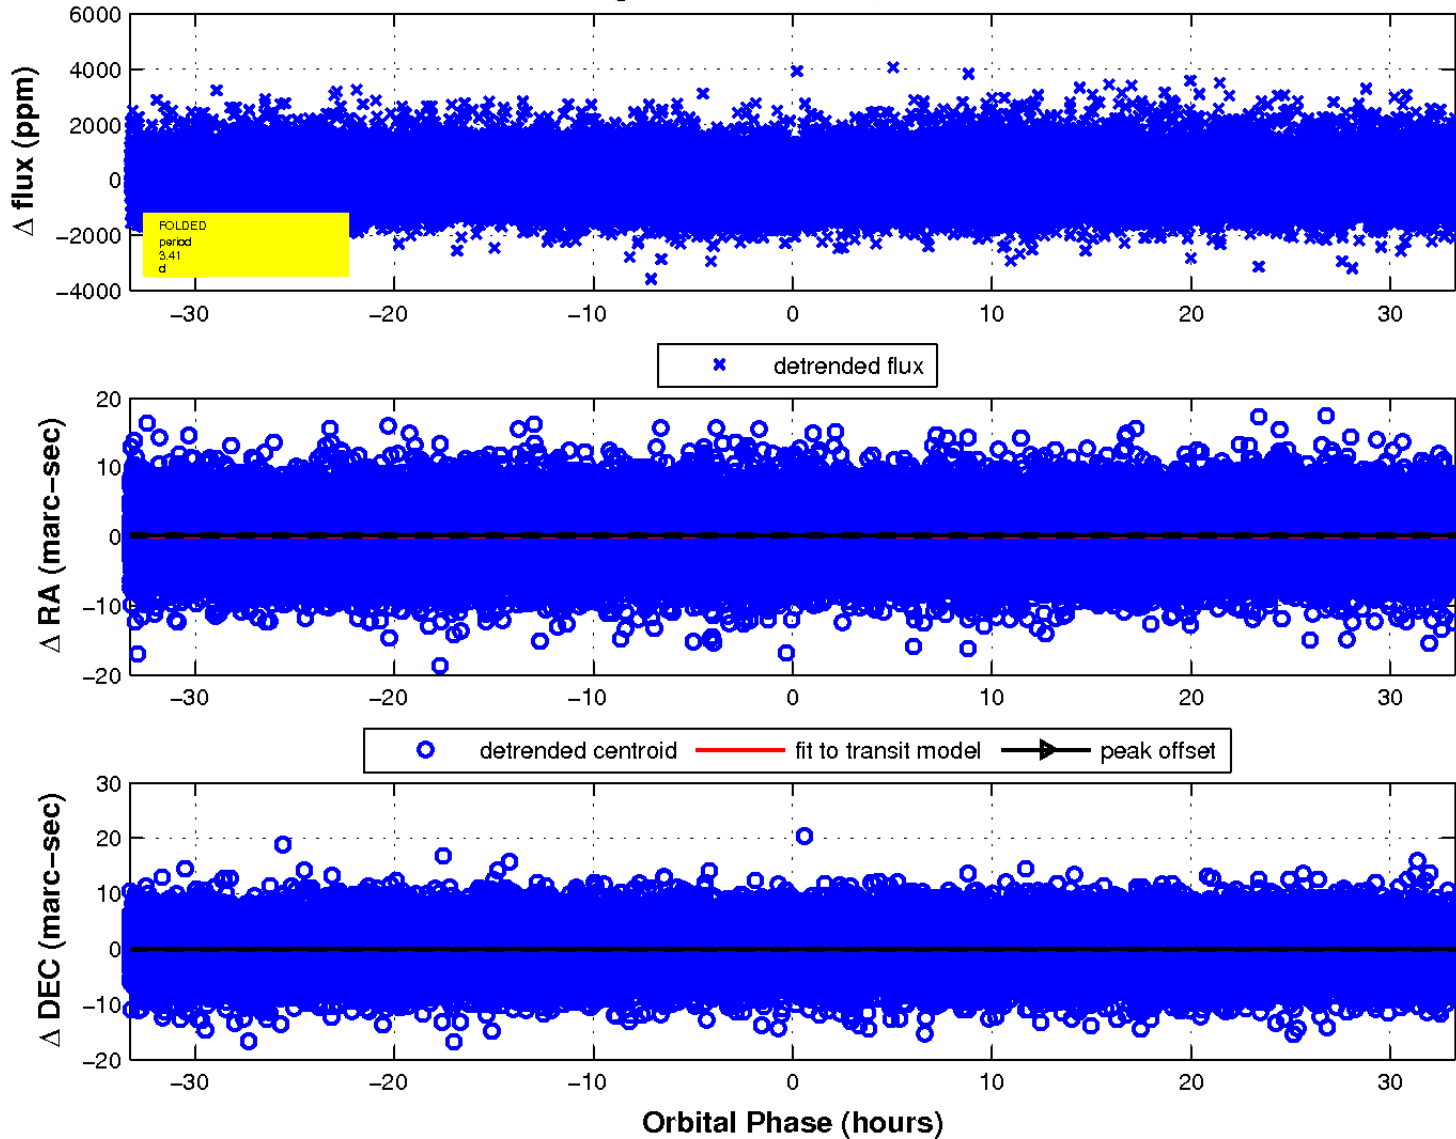 6000
4000
2000
0
−2000
−4000
Δ flux (ppm)
FOLDED
period
3.41
d
−30 −20 −10 0 10 20 30
detrended flux
20
10
0
−10
−20
Δ RA (marc−sec)
−30 −20 −10 0 10 20 30
detrended centroid fit to transit model peak offset
30
20
10
0
−10
−20
Δ DEC (marc−sec)
−30 −20 −10 0 10 20 30
Orbital Phase (hours)